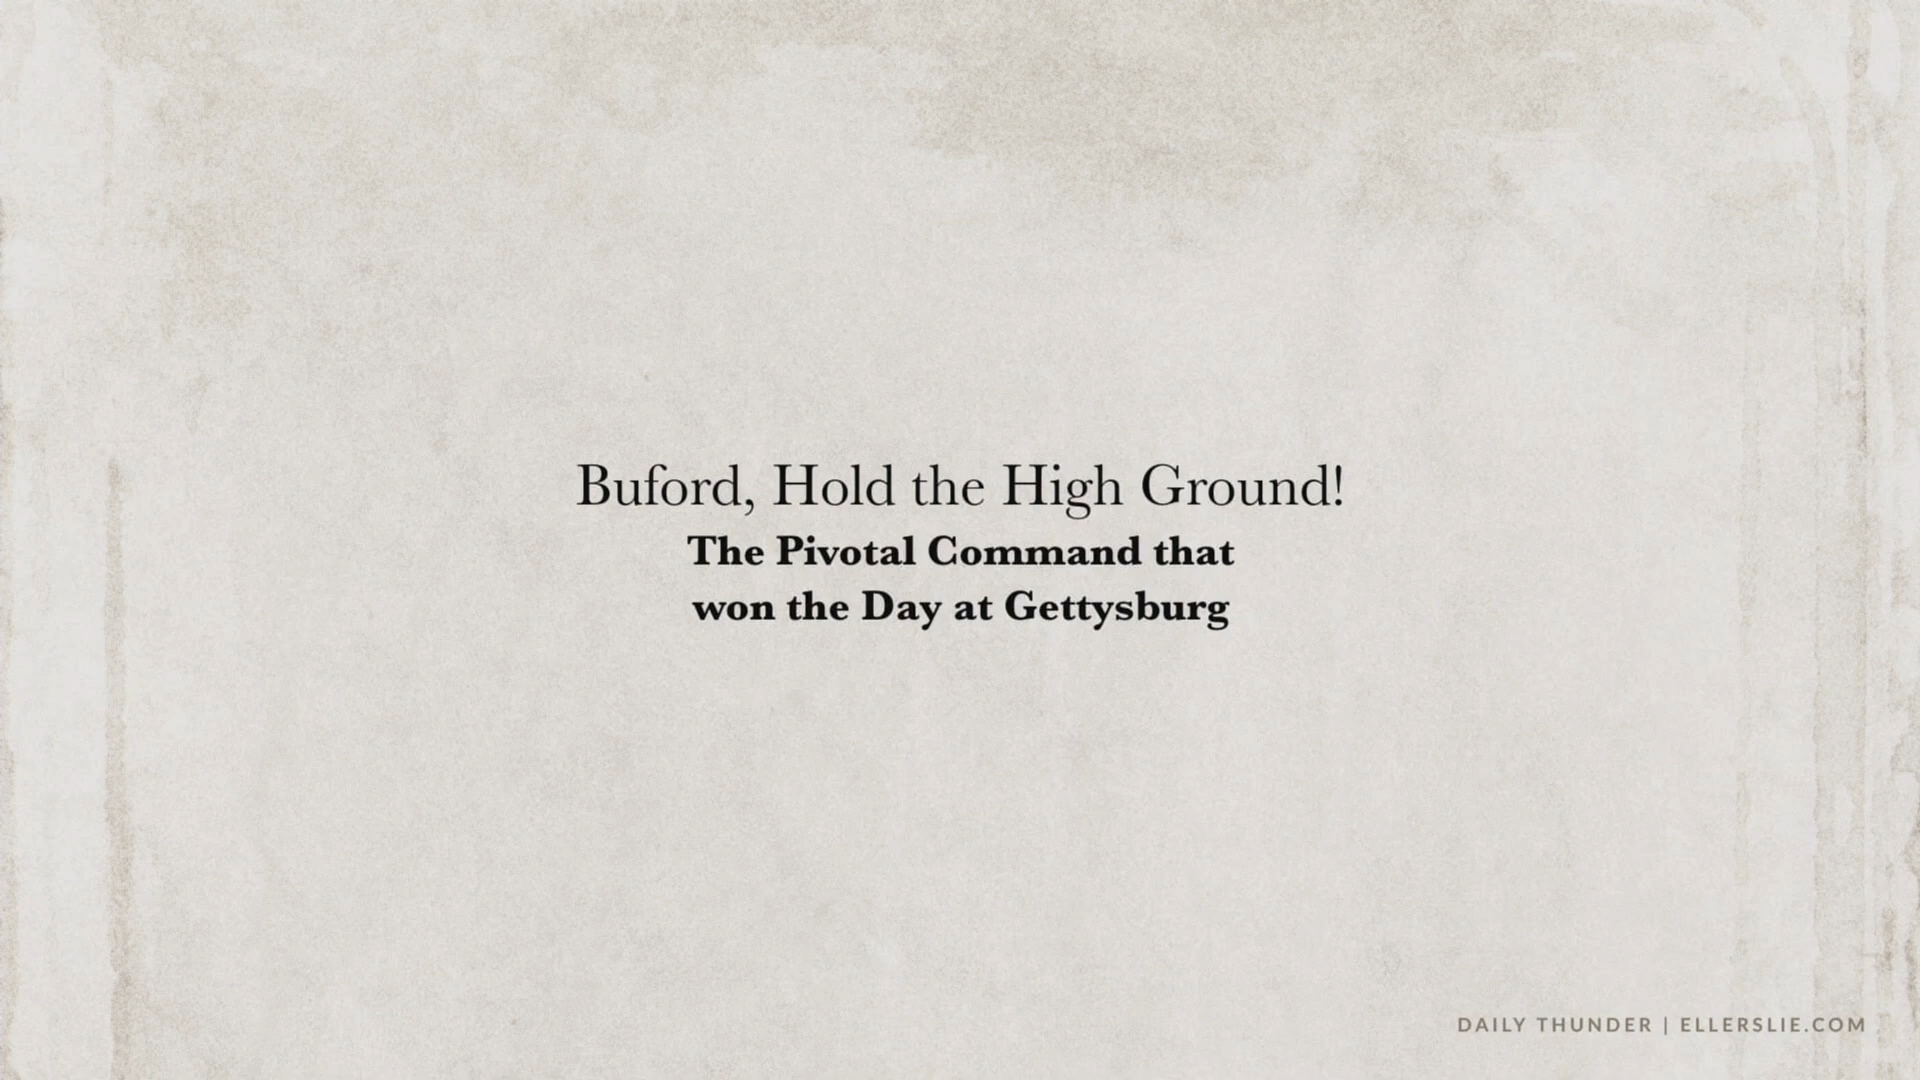 Buford, Hold the High Ground!
The Pivotal Command that
won the Day at Gettysburg
DAILY THUNDER | ELLERSLIE.COM